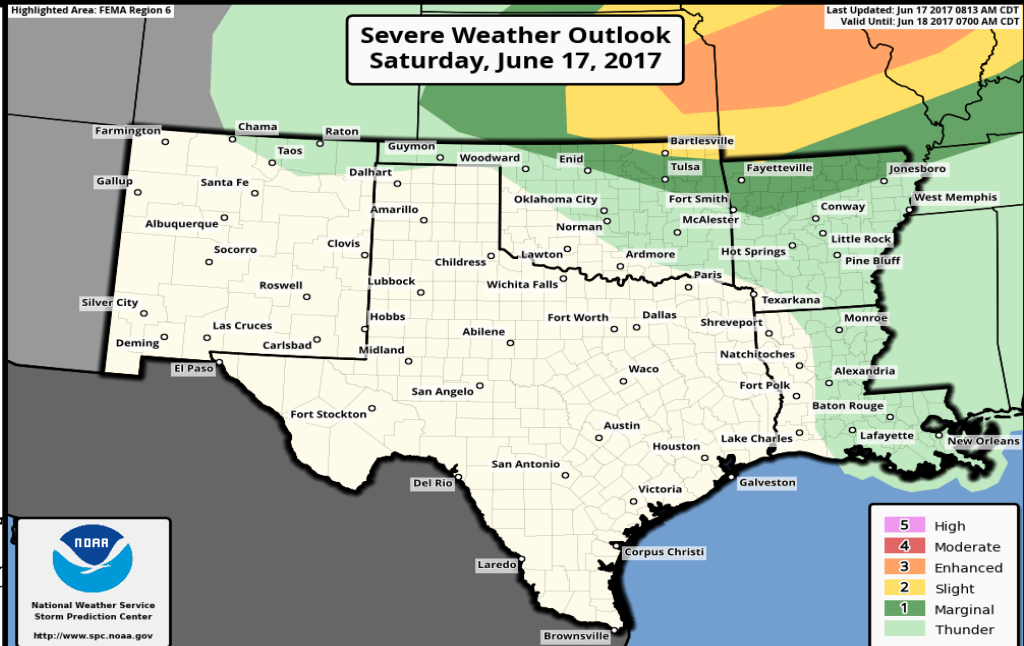 Highlighted Area: FEMA Region 6
Last Updated: Jun 17 2017 0813 AM CDT
Valid Until: Jun 18 2017 0700 AM CDT
Severe Weather Outlook
Saturday, June 17, 2017
Farmington
Chama
Raton
Taos
Guymon
Woodward
Enid
Bartlesville
Tulsa
Fayetteville
Jonesboro
Gallup
Santa Fe
Dalhart
Oklahoma City
Fort Smith
West Memphis
Albuquerque
Amarillo
Norman
McAlester
Conway
Socorro
Clovis
Childress
Lawton
Ardmore
Hot Springs
Little Rock
Pine Bluff
Silver City
Roswell
Lubbock
Wichita Falls
Paris
Texarkana
Deming
Las Cruces
Carlsbad
Hobbs
Midland
Abilene
Fort Worth
Dallas
Shreveport
Monroe
El Paso
San Angelo
Waco
Natchitoches
Alexandria
Fort Stockton
Fort Polk
Baton Rouge
Austin
Houston
Lake Charles
Lafayette
New Orleans
Del Rio
San Antonio
Victoria
Galveston
Laredo
Corpus Christi
Brownsville
NOAA
National Weather Service
Storm Prediction Center
http://www.spc.noaa.gov
5 High
4 Moderate
3 Enhanced
2 Slight
1 Marginal
Thunder